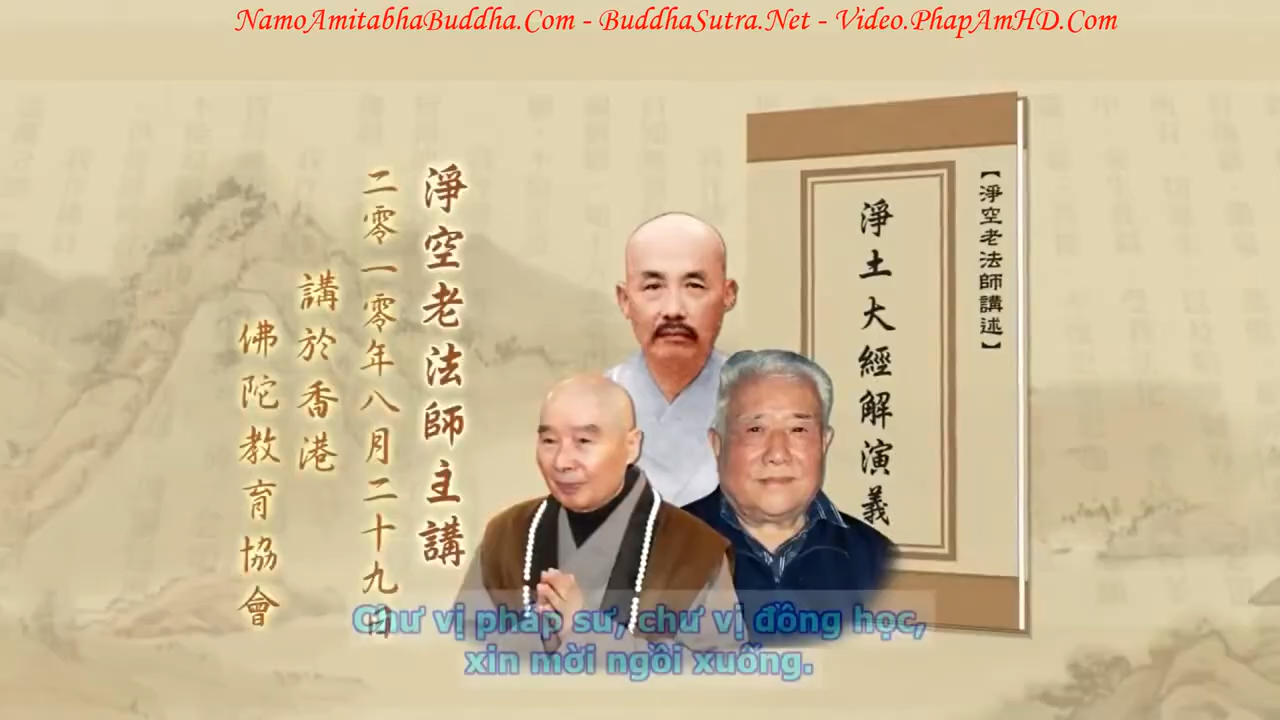 NamoAmitabhaBuddha.Com - BuddhaSutra.Net - Video.PhapAmHD.Com
【淨空老法師講述】
淨土大經解演義
淨空老法師主講
二零一零年八月二十九日
講於香港
佛陀教育協會
Chư vị pháp sư, chư vị đồng học,
xin mời ngồi xuống.